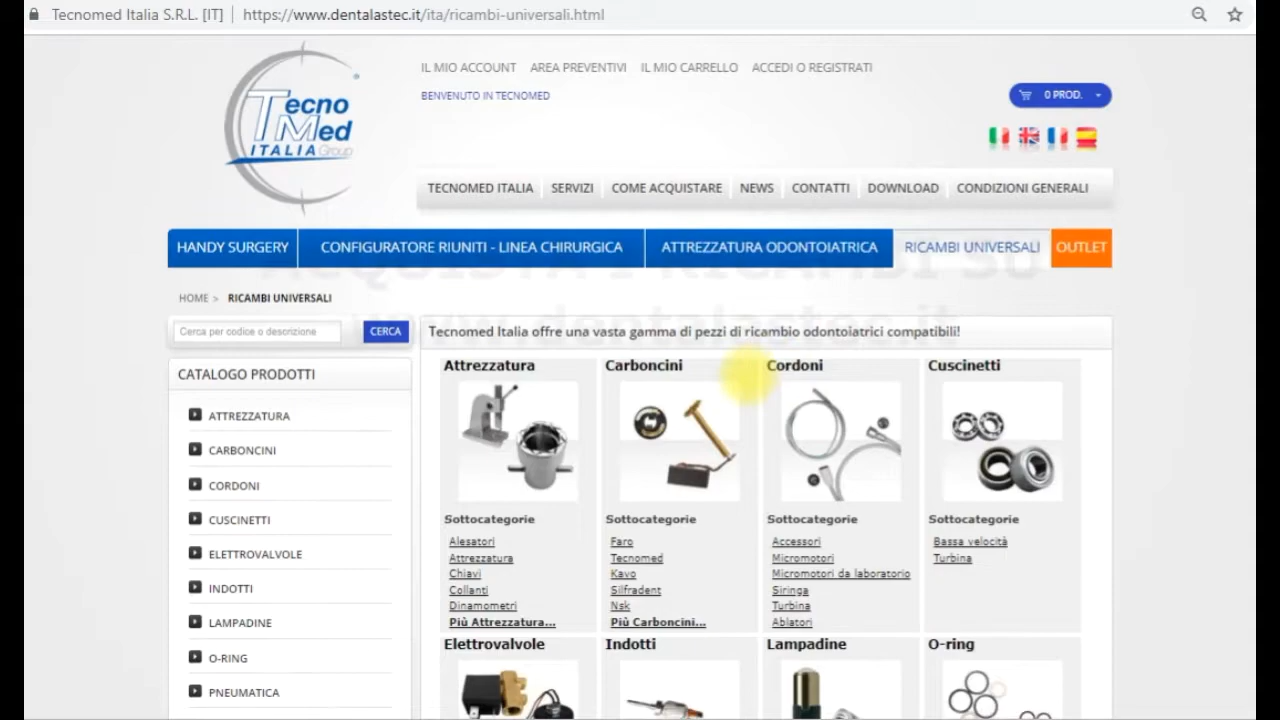 Tecnomed Italia S.R.L. [IT] | https://www.dentalastec.it/ita/ricambi-universali.html
Tecno
Med
ITALIA Group
IL MIO ACCOUNT AREA PREVENTIVI IL MIO CARRELLO ACCEDI O REGISTRATI
BENVENUTO IN TECNOMED
0 PROD.
TECNOMED ITALIA SERVIZI COME ACQUISTARE NEWS CONTATTI DOWNLOAD CONDIZIONI GENERALI
HANDY SURGERY CONFIGURATORE RIUNITI - LINEA CHIRURGICA ATTREZZATURA ODONTOIATRICA RICAMBI UNIVERSALI OUTLET
ACQUISTA I RICAMBI SU
www.dentalastec.it
HOME > RICAMBI UNIVERSALI
Cerca per codice o descrizione CERCA
Tecnomed Italia offre una vasta gamma di pezzi di ricambio odontoiatrici compatibili!
CATALOGO PRODOTTI
ATTREZZATURA
CARBONCINI
CORDONI
CUSCINETTI
ELETTROVALVOLE
INDOTTI
LAMPADINE
O-RING
PNEUMATICA
Attrezzatura
Sottocategorie
Alesatori
Attrezzatura
Chiavi
Collanti
Dinamometri
Più Attrezzatura...
Carboncini
Sottocategorie
Faro
Tecnomed
Kavo
Silfradent
Nsk
Più Carboncini...
Cordoni
Sottocategorie
Accessori
Micromotori
Micromotori da laboratorio
Siringa
Turbina
Ablatori
Cuscinetti
Sottocategorie
Bassa velocità
Turbina
Elettrovalvole
Indotti
Lampadine
O-ring